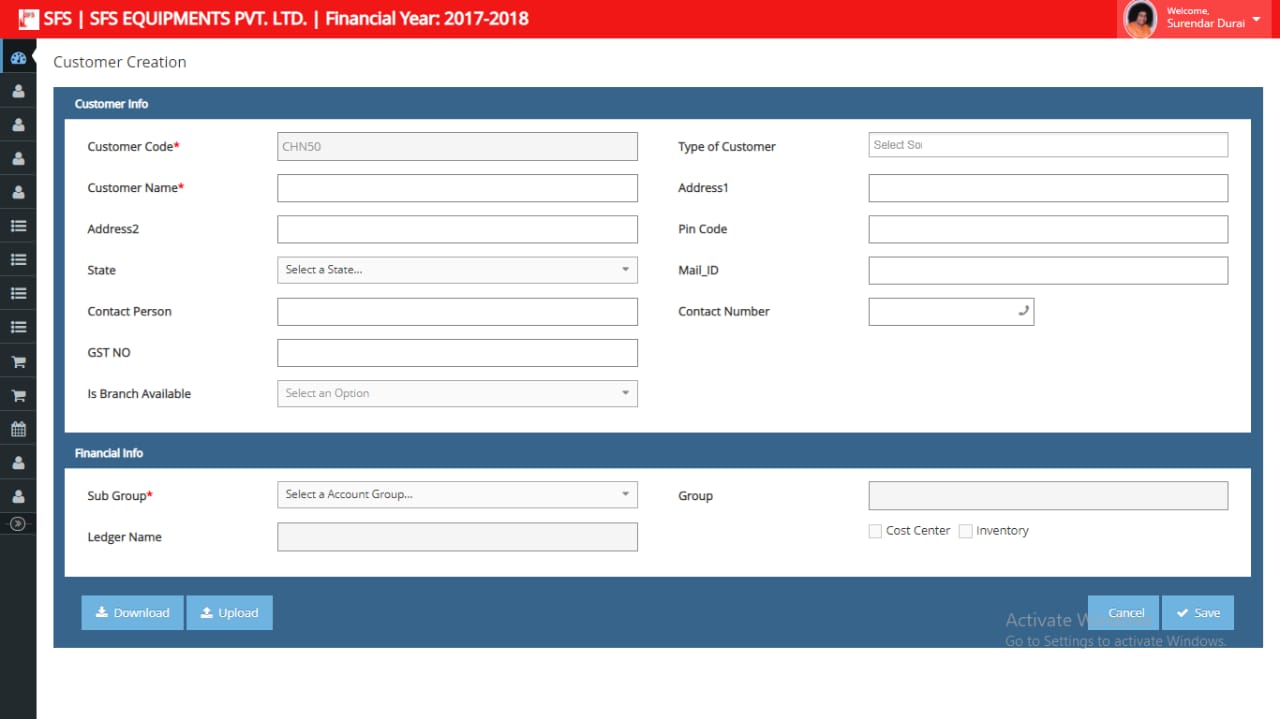 SFS SFS | SFS EQUIPMENTS PVT. LTD. | Financial Year: 2017-2018
Welcome,
Surendar Durai
Customer Creation
Customer Info
Customer Code* CHN50 Type of Customer Select So
Customer Name* Address1
Address2 Pin Code
State Select a State... Mail_ID
Contact Person Contact Number
GST NO
Is Branch Available Select an Option
Financial Info
Sub Group* Select a Account Group... Group
Ledger Name Cost Center Inventory
Download Upload Cancel Save
Activate W
Go to Settings to activate Windows.